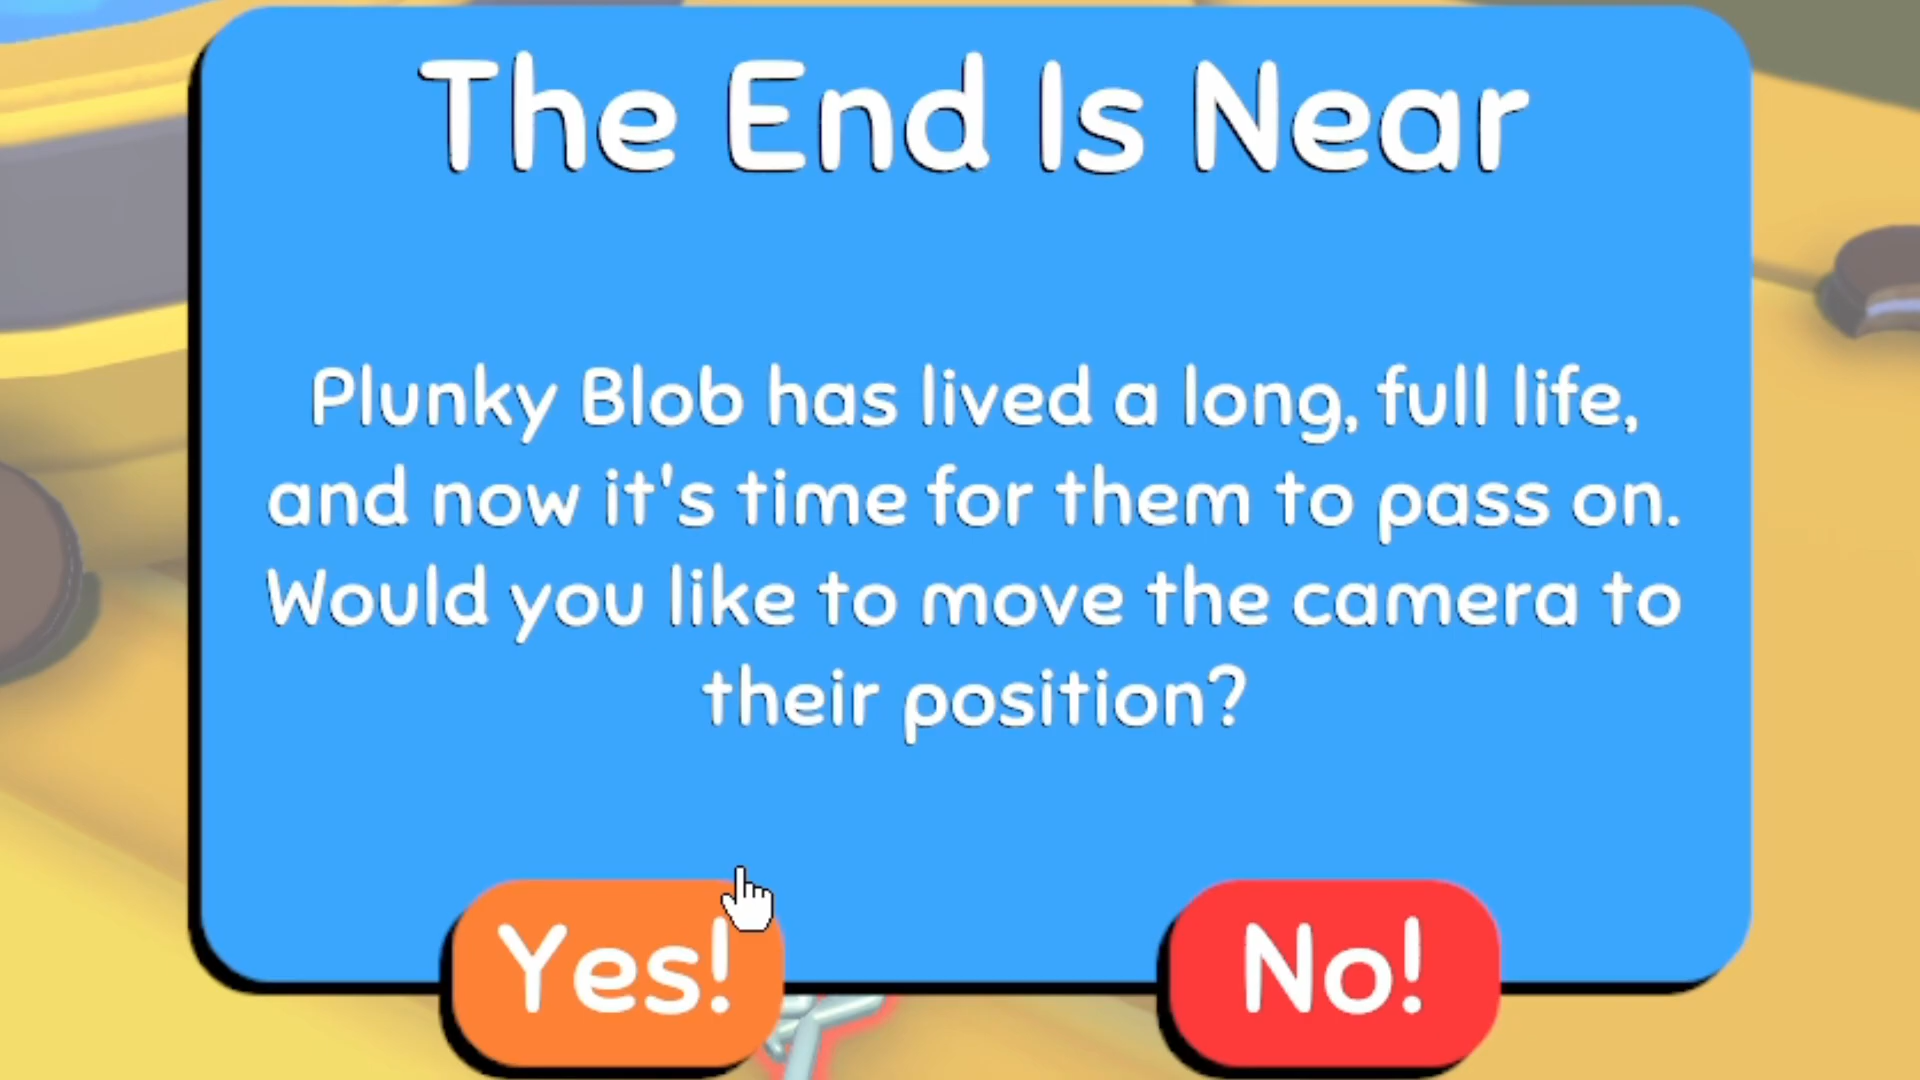 The End Is Near
Plunky Blob has lived a long, full life,
and now it's time for them to pass on.
Would you like to move the camera to
their position?
Yes!
No!